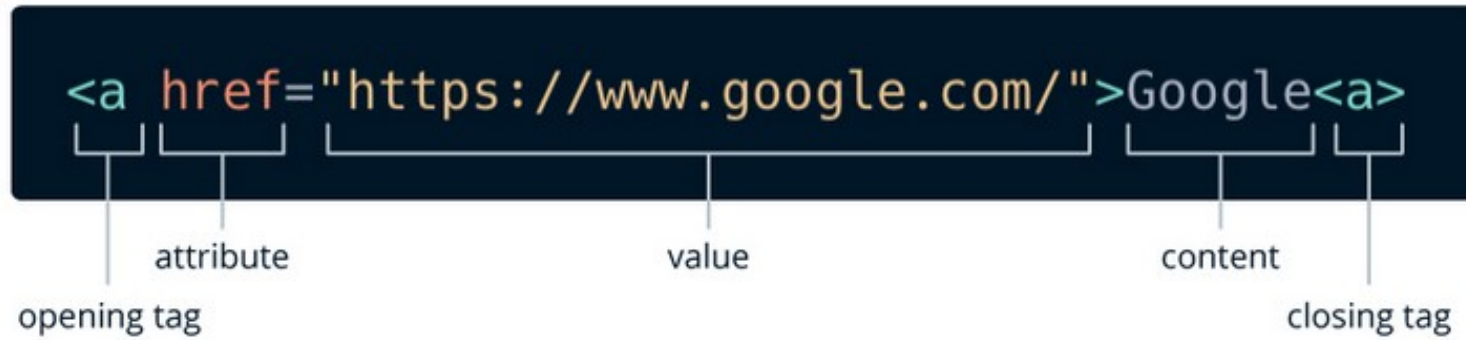 <a href="https://www.google.com/">Google<a>
attribute
value
content
opening tag
closing tag